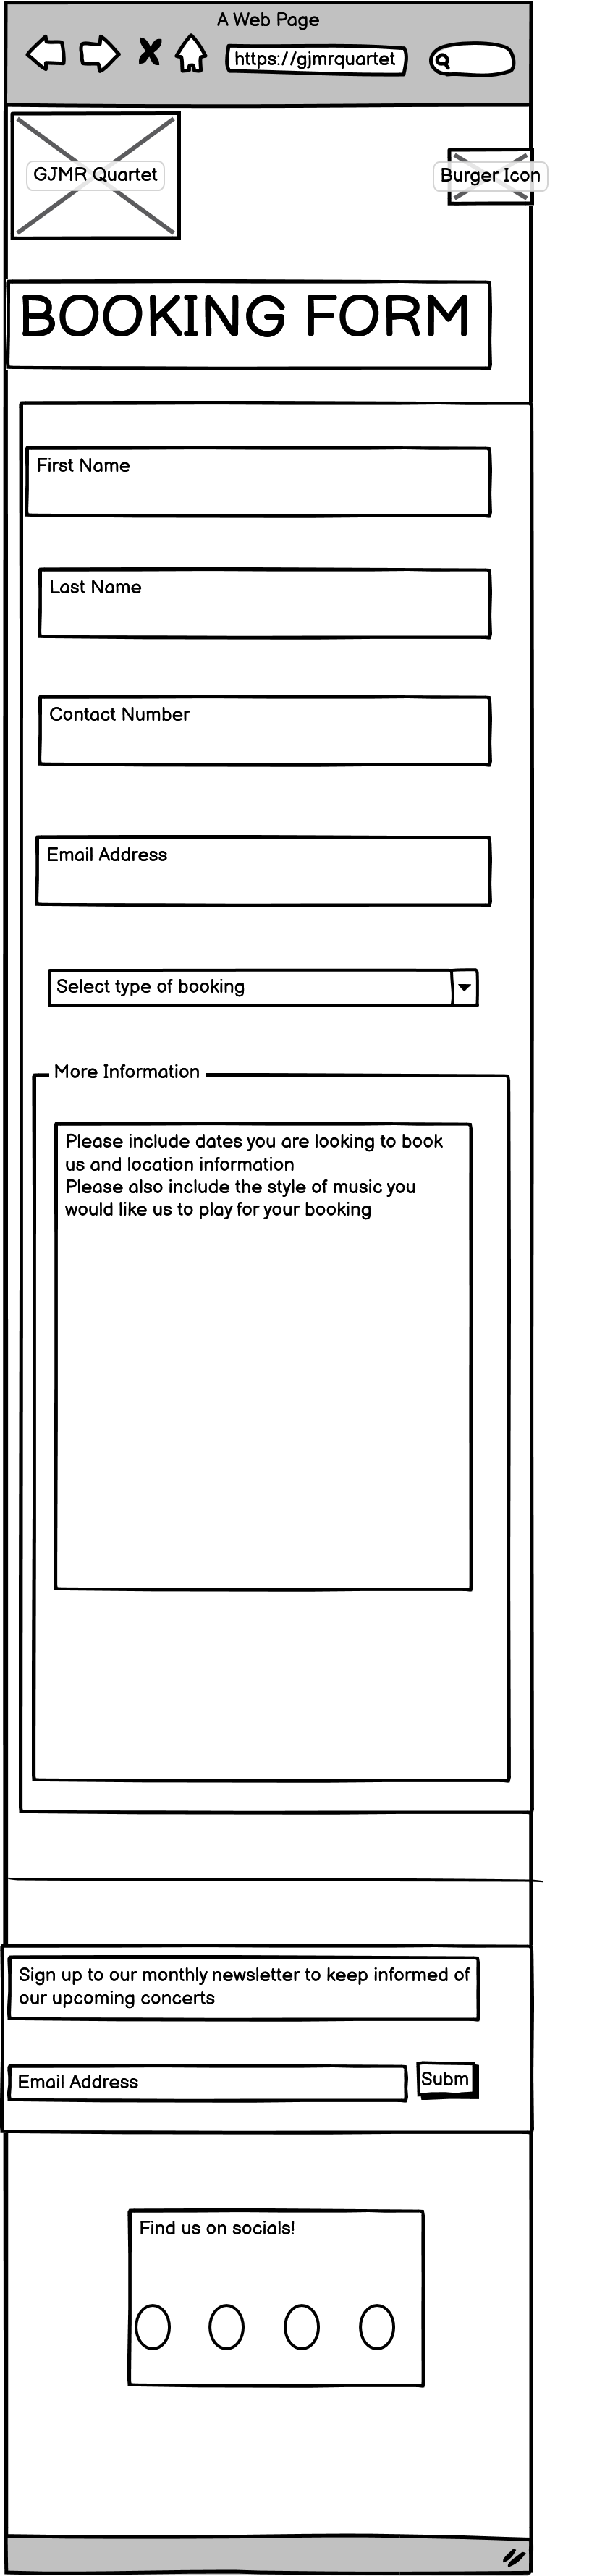 A Web Page
https://gjmrquartet
GJMR Quartet
Burger Icon
BOOKING FORM
First Name
Last Name
Contact Number
Email Address
Select type of booking
More Information
Please include dates you are looking to book
us and location information
Please also include the style of music you
would like us to play for your booking
Sign up to our monthly newsletter to keep informed of
our upcoming concerts
Email Address
Subm
Find us on socials!